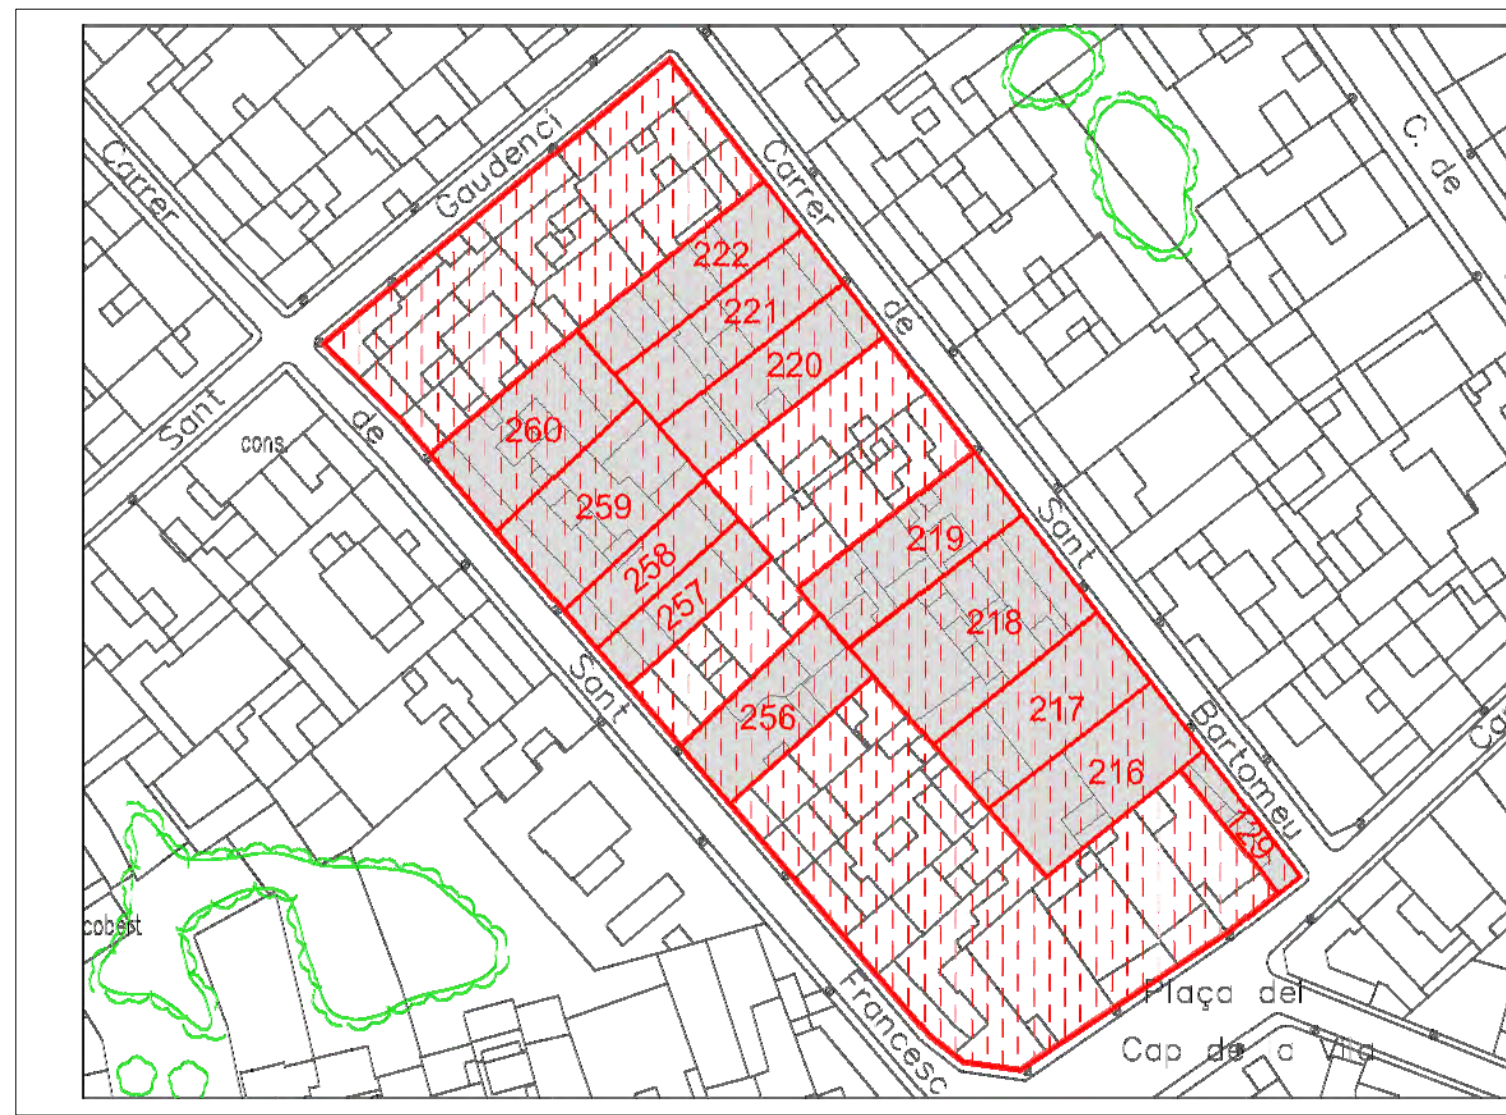 Carrer
de
Sant
Bartomeu
Sant
Gaudenci
Carrer
de
Sant
Francesc
C. de
cons.
cobert
222
221
220
260
259
258
257
219
218
256
217
216
129
Plaça del
Cap de la Vila